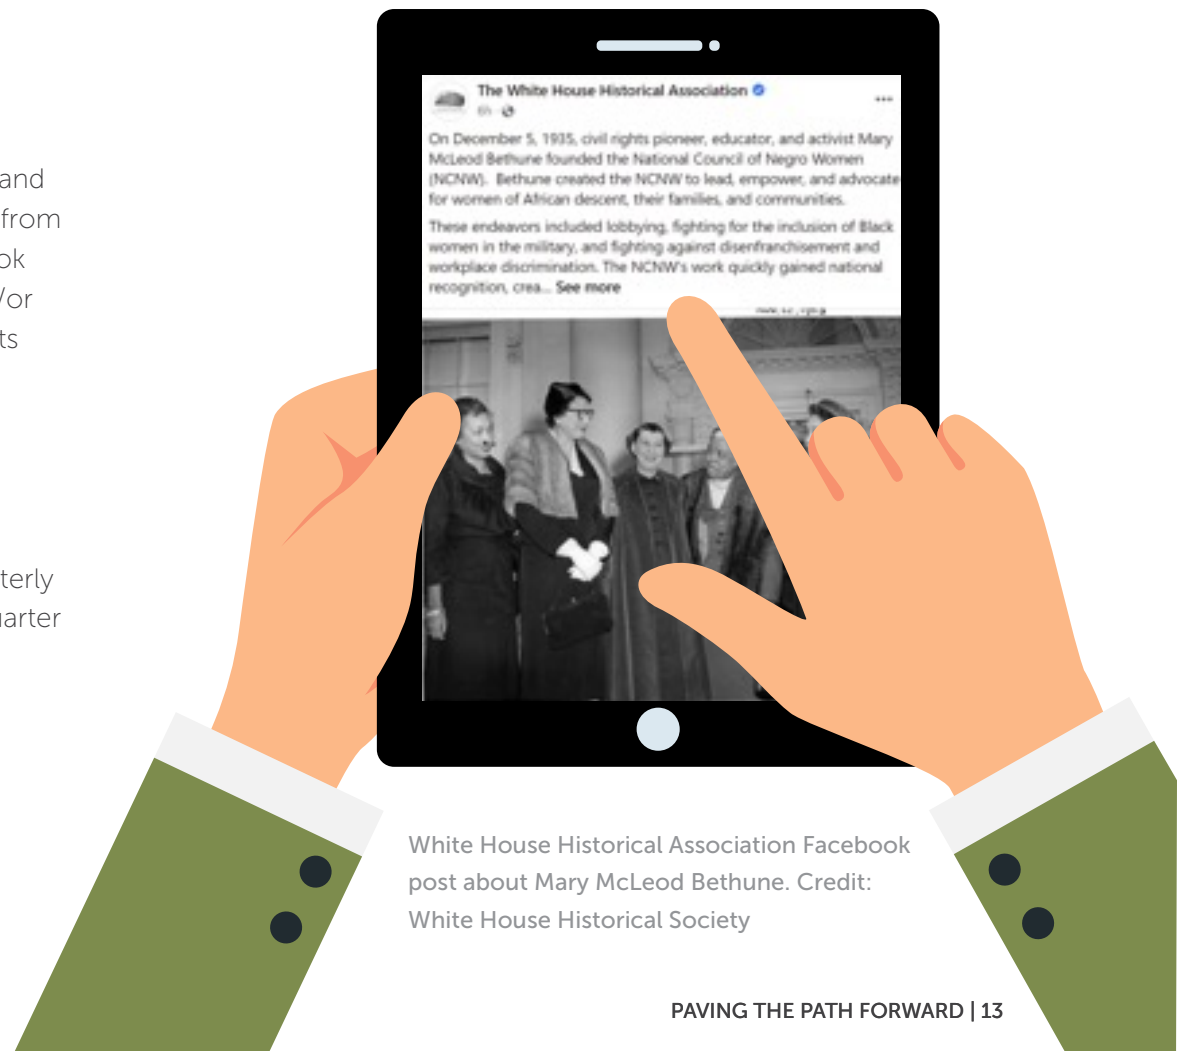 and
from
ok
/or
ts
terly
uarter
The White House Historical Association
6h
On December 5, 1935, civil rights pioneer, educator, and activist Mary
McLeod Bethune founded the National Council of Negro Women
(NCNW). Bethune created the NCNW to lead, empower, and advocate
for women of African descent, their families, and communities.
These endeavors included lobbying, fighting for the inclusion of Black
women in the military, and fighting against disenfranchisement and
workplace discrimination. The NCNW's work quickly gained national
recognition, crea... See more
White House Historical Association Facebook
post about Mary McLeod Bethune. Credit:
White House Historical Society
PAVING THE PATH FORWARD | 13